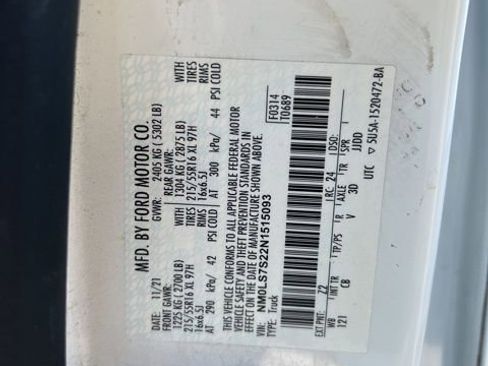 MFD. BY FORD MOTOR CO.
DATE: 11/21 GVWR: 2405 KG ( 5302 LB)
FRONT GAWR: REAR GAWR:
1225 KG ( 2700 LB) WITH 1304 KG ( 2875 LB) WITH
215/55R16 XL 97H TIRES 215/55R16 XL 97H TIRES
16x6.5J RIMS 16x6.5J RIMS
AT 290 kPa/ 42 PSI COLD AT 300 kPa/ 44 PSI COLD
THIS VEHICLE CONFORMS TO ALL APPLICABLE FEDERAL MOTOR
VEHICLE SAFETY AND THEFT PREVENTION STANDARDS IN
EFFECT ON THE DATE OF MANUFACTURE SHOWN ABOVE.
VIN: NM0LS7S22N1515093 F0314
TYPE: Truck T0689
EXT PNT: Z2 RC: 24 DSO:
WB INT TR TP/PS R AXLE TR SPR
121 CB V 3D JJDD
UTC 5U5A-1520472-BA